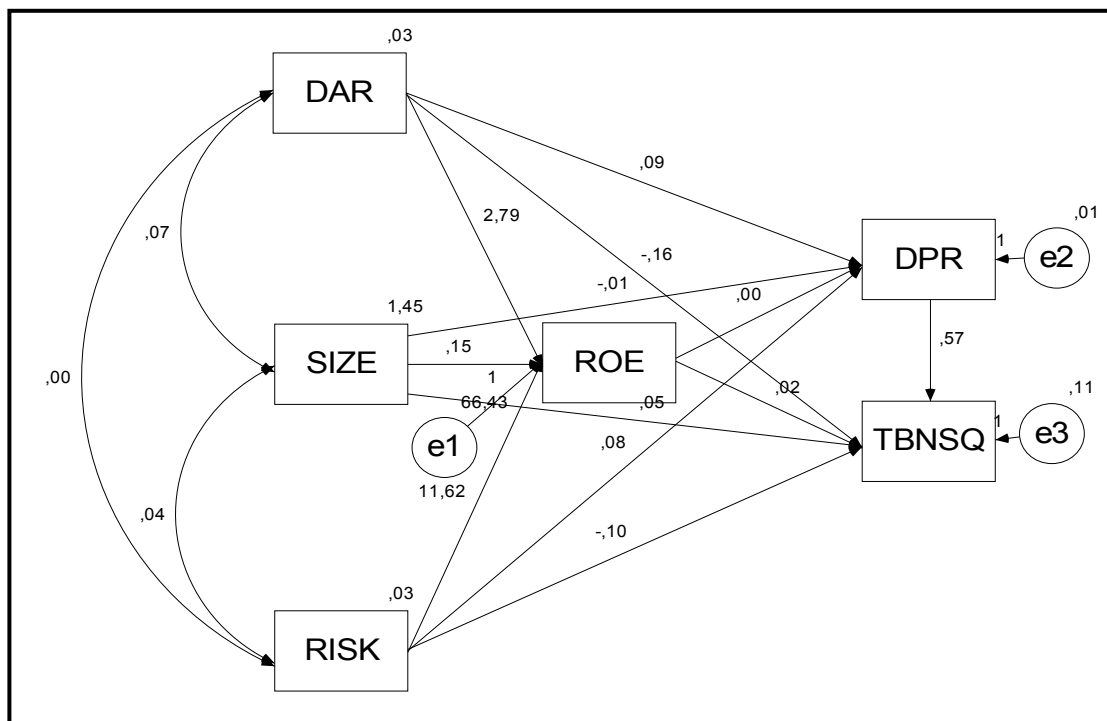 ,03
DAR
,09
,01
2,79
1
e2
,07
-,16
DPR
-,01
,00
1,45
,57
,15
ROE
SIZE
,00
1
66,43
,05
,02
,11
e1
,08
TBNSQ
1
e3
11,62
,04
-,10
,03
RISK